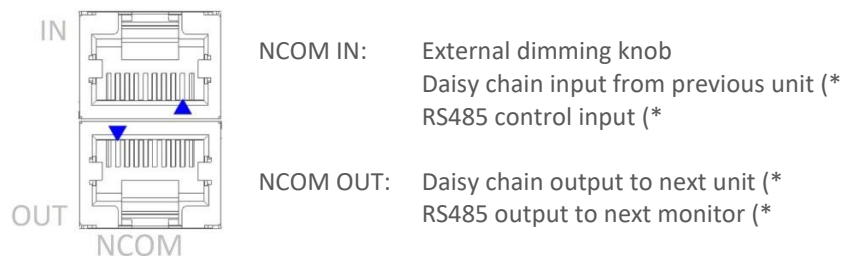 IN
NCOM IN: External dimming knob
Daisy chain input from previous unit (*
RS485 control input (*
NCOM OUT: Daisy chain output to next unit (*
RS485 output to next monitor (*
OUT
NCOM